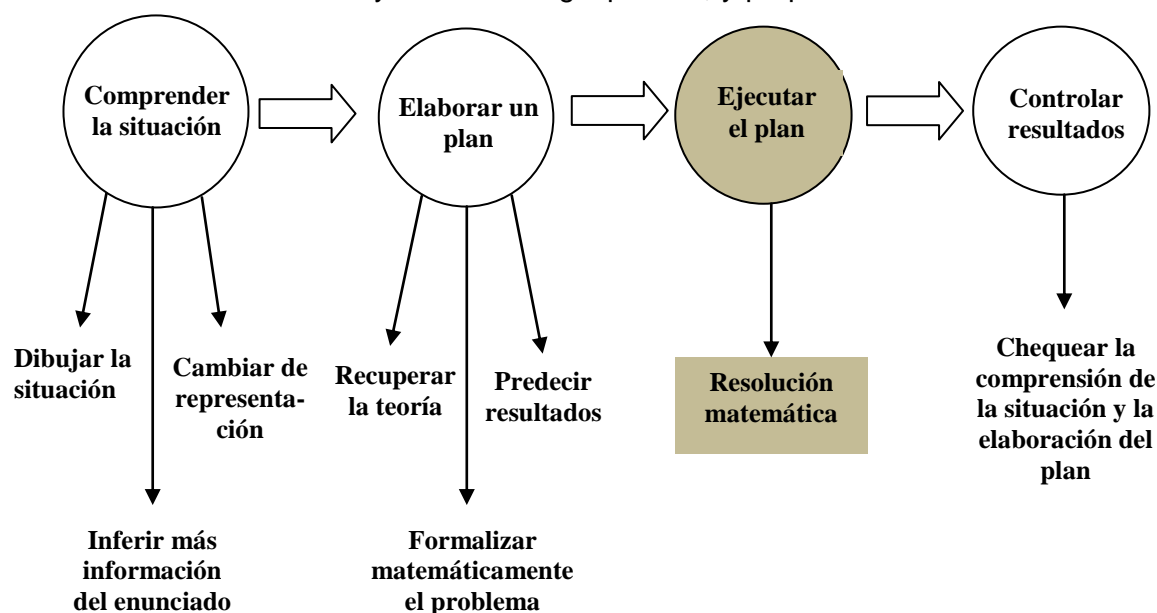 Comprender
la situación
Elaborar un
plan
Ejecutar
el plan
Controlar
resultados
Dibujar la
situación
Cambiar de
representa-
ción
Inferir más
información
del enunciado
Recuperar
la teoría
Predecir
resultados
Formalizar
matemáticamente
el problema
Resolución
matemática
Chequear la
comprensión de
la situación y la
elaboración del
plan